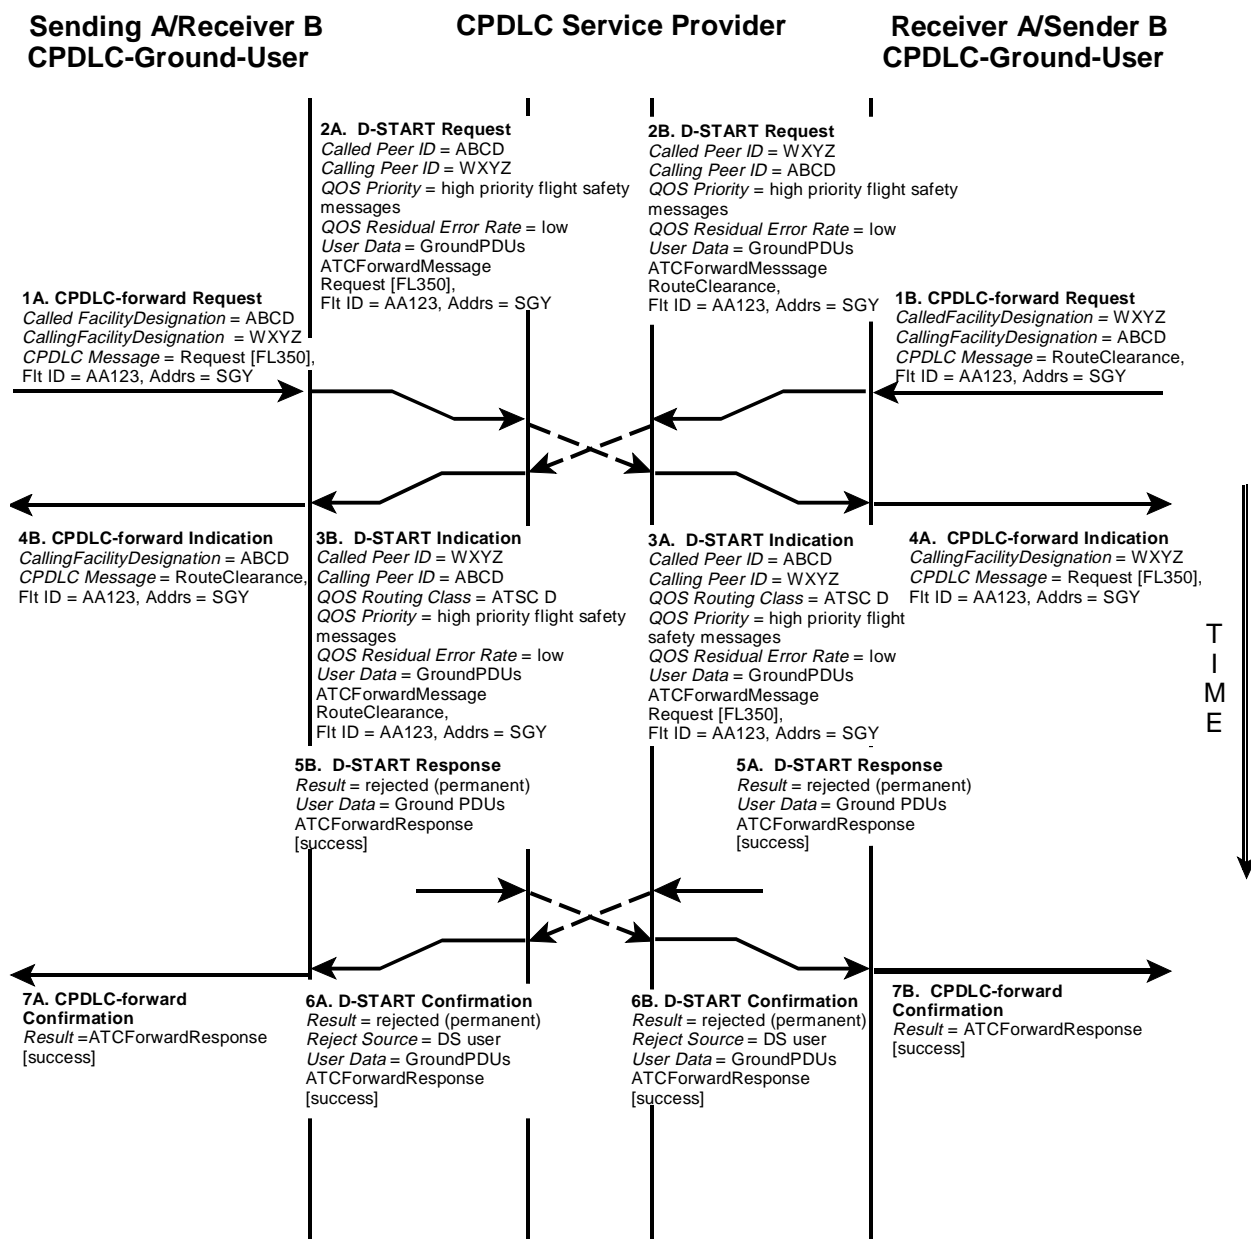 Sending A/Receiver B
CPDLC-Ground-User
CPDLC Service Provider
Receiver A/Sender B
CPDLC-Ground-User
2A. D-START Request
Called Peer ID = ABCD
Calling Peer ID = WXYZ
QOS Priority = high priority flight safety
messages
QOS Residual Error Rate = low
User Data = GroundPDUs
ATCForwardMessage
Request [FL350],
Flt ID = AA123, Addrs = SGY
2B. D-START Request
Called Peer ID = WXYZ
Calling Peer ID = ABCD
QOS Priority = high priority flight safety
messages
QOS Residual Error Rate = low
User Data = GroundPDUs
ATCForwardMesssage
RouteClearance,
Flt ID = AA123, Addrs = SGY
1A. CPDLC-forward Request
Called FacilityDesignation = ABCD
CallingFacilityDesignation = WXYZ
CPDLC Message = Request [FL350],
Flt ID = AA123, Addrs = SGY
1B. CPDLC-forward Request
CalledFacilityDesignation = WXYZ
CallingFacilityDesignation = ABCD
CPDLC Message = RouteClearance,
Flt ID = AA123, Addrs = SGY
4B. CPDLC-forward Indication
CallingFacilityDesignation = ABCD
CPDLC Message = RouteClearance,
Flt ID = AA123, Addrs = SGY
3B. D-START Indication
Called Peer ID = WXYZ
Calling Peer ID = ABCD
QOS Routing Class = ATSC D
QOS Priority = high priority flight safety
messages
QOS Residual Error Rate = low
User Data = GroundPDUs
ATCForwardMessage
RouteClearance,
Flt ID = AA123, Addrs = SGY
3A. D-START Indication
Called Peer ID = ABCD
Calling Peer ID = WXYZ
QOS Routing Class = ATSC D
QOS Priority = high priority flight
safety messages
QOS Residual Error Rate = low
User Data = GroundPDUs
ATCForwardMessage
Request [FL350],
Flt ID = AA123, Addrs = SGY
4A. CPDLC-forward Indication
CallingFacilityDesignation = WXYZ
CPDLC Message = Request [FL350],
Flt ID = AA123, Addrs = SGY
T
I
M
E
5B. D-START Response
Result = rejected (permanent)
User Data = Ground PDUs
ATCForwardResponse
[success]
5A. D-START Response
Result = rejected (permanent)
User Data = Ground PDUs
ATCForwardResponse
[success]
7A. CPDLC-forward
Confirmation
Result =ATCForwardResponse
[success]
6A. D-START Confirmation
Result = rejected (permanent)
Reject Source = DS user
User Data = GroundPDUs
ATCForwardResponse
[success]
6B. D-START Confirmation
Result = rejected (permanent)
Reject Source = DS user
User Data = GroundPDUs
ATCForwardResponse
[success]
7B. CPDLC-forward
Confirmation
Result = ATCForwardResponse
[success]